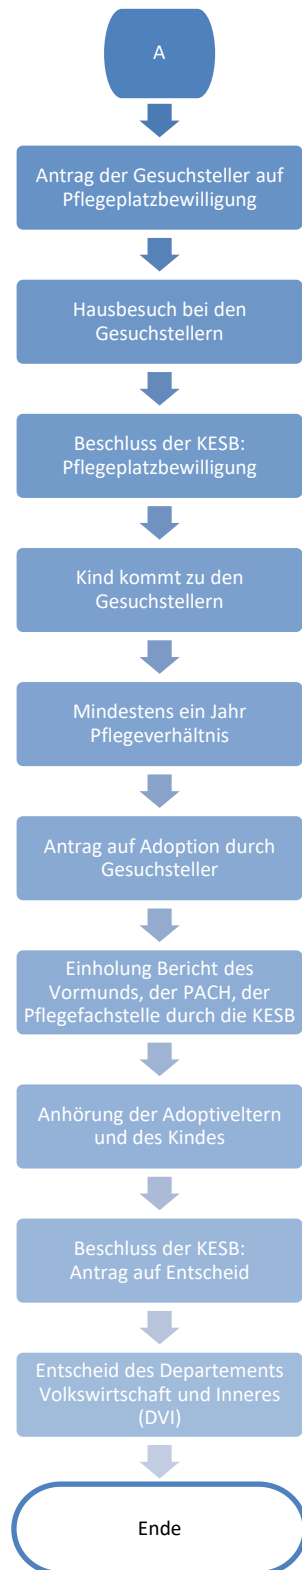 A
Antrag der Gesuchsteller auf
Pflegeplatzbewilligung
Hausbesuch bei den
Gesuchstellern
Beschluss der KESB:
Pflegeplatzbewilligung
Kind kommt zu den
Gesuchstellern
Mindestens ein Jahr
Pflegeverhältnis
Antrag auf Adoption durch
Gesuchsteller
Einholung Bericht des
Vormunds, der PACH, der
Pflegefachstelle durch die KESB
Anhörung der Adoptiveltern
und des Kindes
Beschluss der KESB:
Antrag auf Entscheid
Entscheid des Departements
Volkswirtschaft und Inneres
(DVI)
Ende